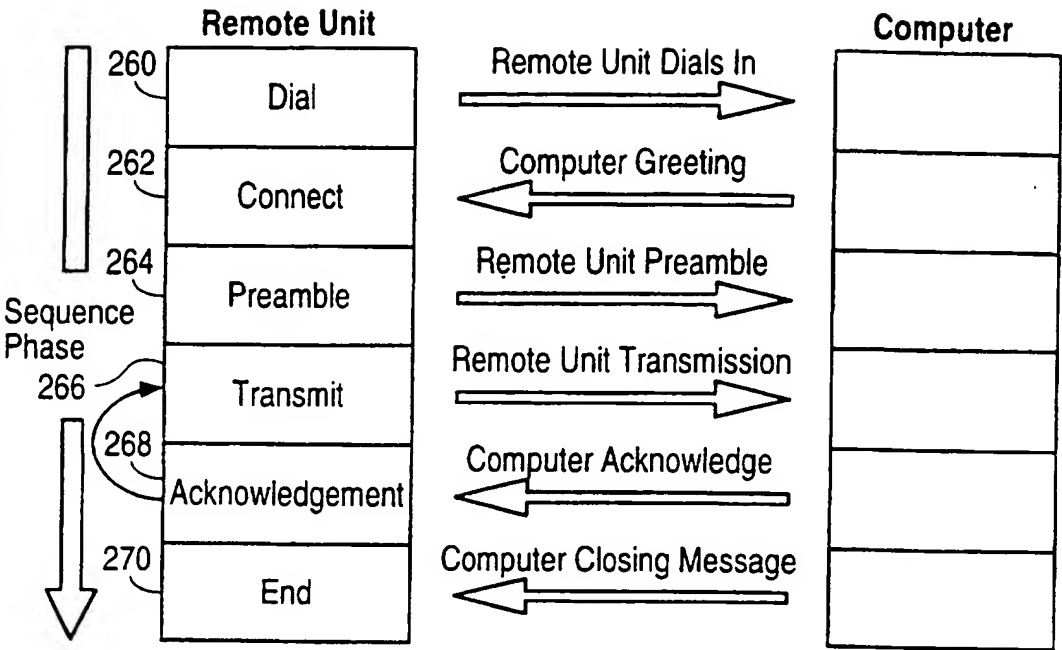 Remote Unit
Computer
260
Dial
Remote Unit Dials In
262
Connect
Computer Greeting
264
Preamble
Remote Unit Preamble
Sequence
Phase
266
Transmit
Remote Unit Transmission
268
Acknowledgement
Computer Acknowledge
270
End
Computer Closing Message